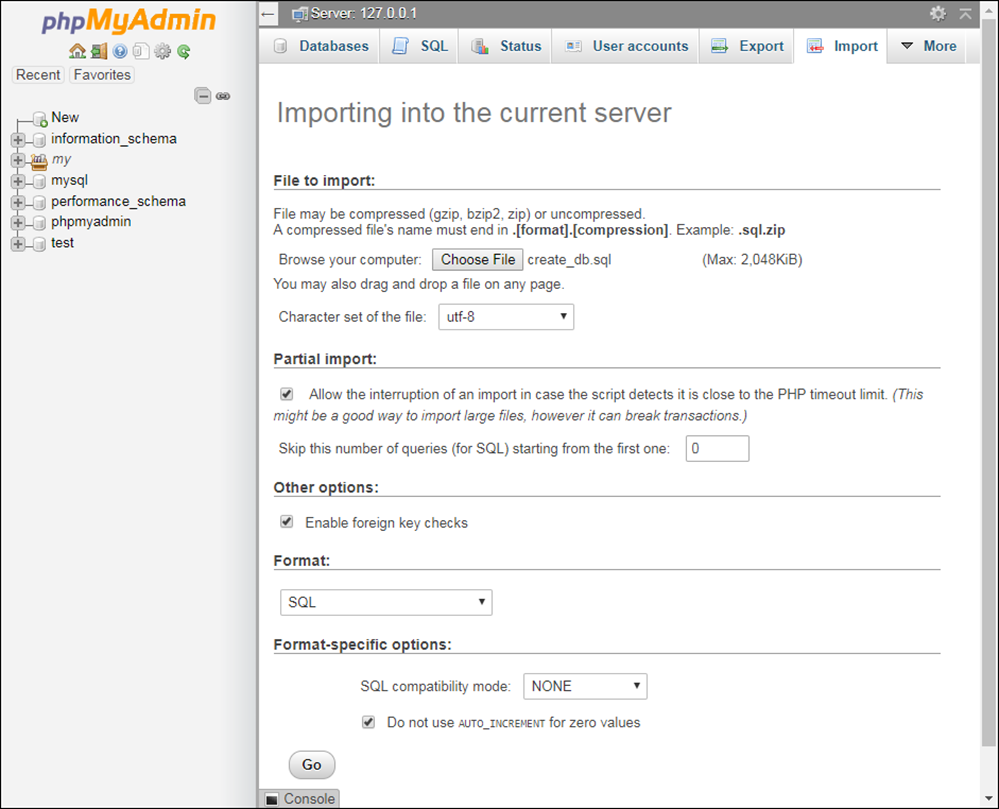 phpMyAdmin
Recent Favorites
New
information_schema
my
mysql
performance_schema
phpmyadmin
test
Server: 127.0.0.1
Databases SQL Status User accounts Export Import More
Importing into the current server
File to import:
File may be compressed (gzip, bzip2, zip) or uncompressed.
A compressed file's name must end in .[format].[compression]. Example: .sql.zip
Browse your computer: Choose File create_db.sql (Max: 2,048KiB)
You may also drag and drop a file on any page.
Character set of the file: utf-8
Partial import:
Allow the interruption of an import in case the script detects it is close to the PHP timeout limit. (This
might be a good way to import large files, however it can break transactions.)
Skip this number of queries (for SQL) starting from the first one: 0
Other options:
Enable foreign key checks
Format:
SQL
Format-specific options:
SQL compatibility mode: NONE
Do not use AUTO_INCREMENT for zero values
Go
Console